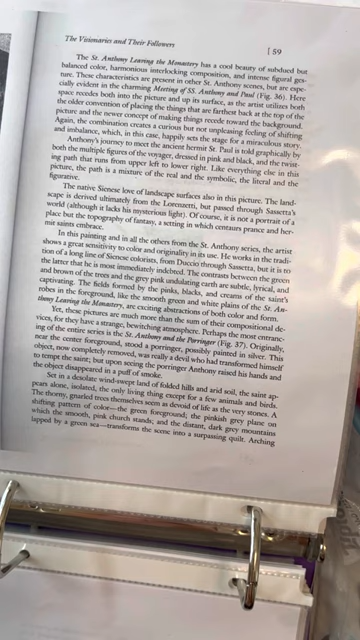 The Visionaries and Their Followers [ 59
The St. Anthony Leaving the Monastery has a cool beauty of subdued but
balanced color, harmonious interlocking composition, and intense figural ges-
ture. These characteristics are present in other St. Anthony scenes, but are espe-
cially evident in the charming Meeting of SS. Anthony and Paul (Fig. 36). Here
space recedes both into the picture and up its surface, as the artist utilizes both
the older convention of placing the things that are farthest back at the top of the
picture and the newer concept of making things recede toward the background.
Again, the combination creates a curious but not unpleasing feeling of shifting
and imbalance, which, in this case, happily sets the stage for a miraculous story.
Anthony's journey to meet the ancient hermit St. Paul is told graphically by
both the multiple figures of the voyager, dressed in pink and black, and the twist-
ing path that runs from upper left to lower right. Like everything else in this
picture, the path is a mixture of the real and the symbolic, the literal and the
figurative.
The native Sienese love of landscape surfaces also in this picture. The land-
scape is derived ultimately from the Lorenzetti, but passed through Sassetta's
world (although it lacks his mysterious light). Of course, it is not a portrait of a
place but the topography of fantasy, a setting in which centaurs prance and her-
mit saints embrace.
In this painting and in all the others from the St. Anthony series, the artist
shows a great sensitivity to color and originality in its use. He works in the tradi-
tion of a long line of Sienese colorists, from Duccio through Sassetta, but it is to
the latter that he is most immediately indebted. The contrasts between the green
and brown of the trees and the grey pink undulating earth are subtle, lyrical, and
captivating. The fields formed by the pinks, blacks, and creams of the saint's
robes in the foreground, like the smooth green and white plains of the St. An-
thony Leaving the Monastery, are exciting abstractions of both color and form.
Yet, these pictures are much more than the sum of their compositional de-
vices, for they have a strange, bewitching atmosphere. Perhaps the most entranc-
ing of the entire series is the St. Anthony and the Porringer (Fig. 37). Originally,
near the center foreground, stood a porringer, possibly painted in silver. This
object, now completely removed, was really a devil who had transformed himself
to tempt the saint; but upon seeing the porringer Anthony raised his hands and
the object disappeared in a puff of smoke.
Set in a desolate wind-swept land of folded hills and arid soil, the saint ap-
pears alone, isolated, the only living thing except for a few animals and birds.
The thorny, gnarled trees themselves seem as devoid of life as the very stones. A
shifting pattern of color—the green foreground; the pinkish grey plane on
which the smooth, pink church stands; and the distant, dark grey mountains
lapped by a green sea—transforms the scene into a surpassing quilt. Arching